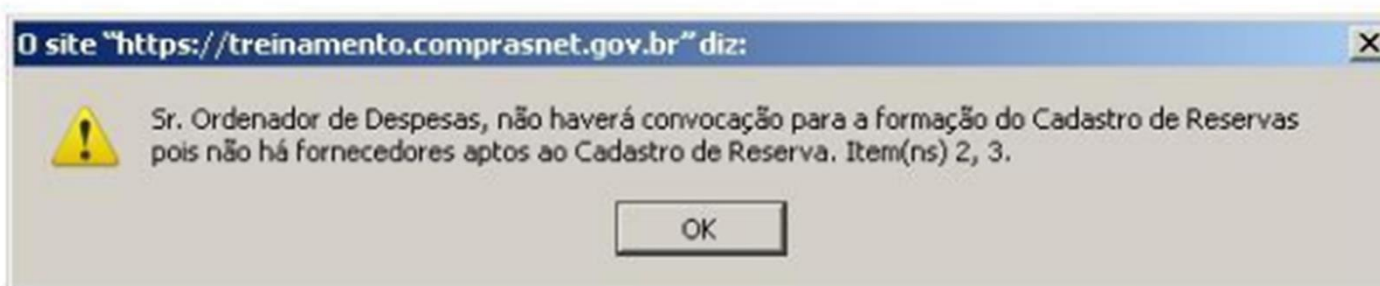 O site "https://treinamento.comprasnet.gov.br" diz:
Sr. Ordenador de Despesas, não haverá convocação para a formação do Cadastro de Reservas
pois não há fornecedores aptos ao Cadastro de Reserva. Item(ns) 2, 3.
OK